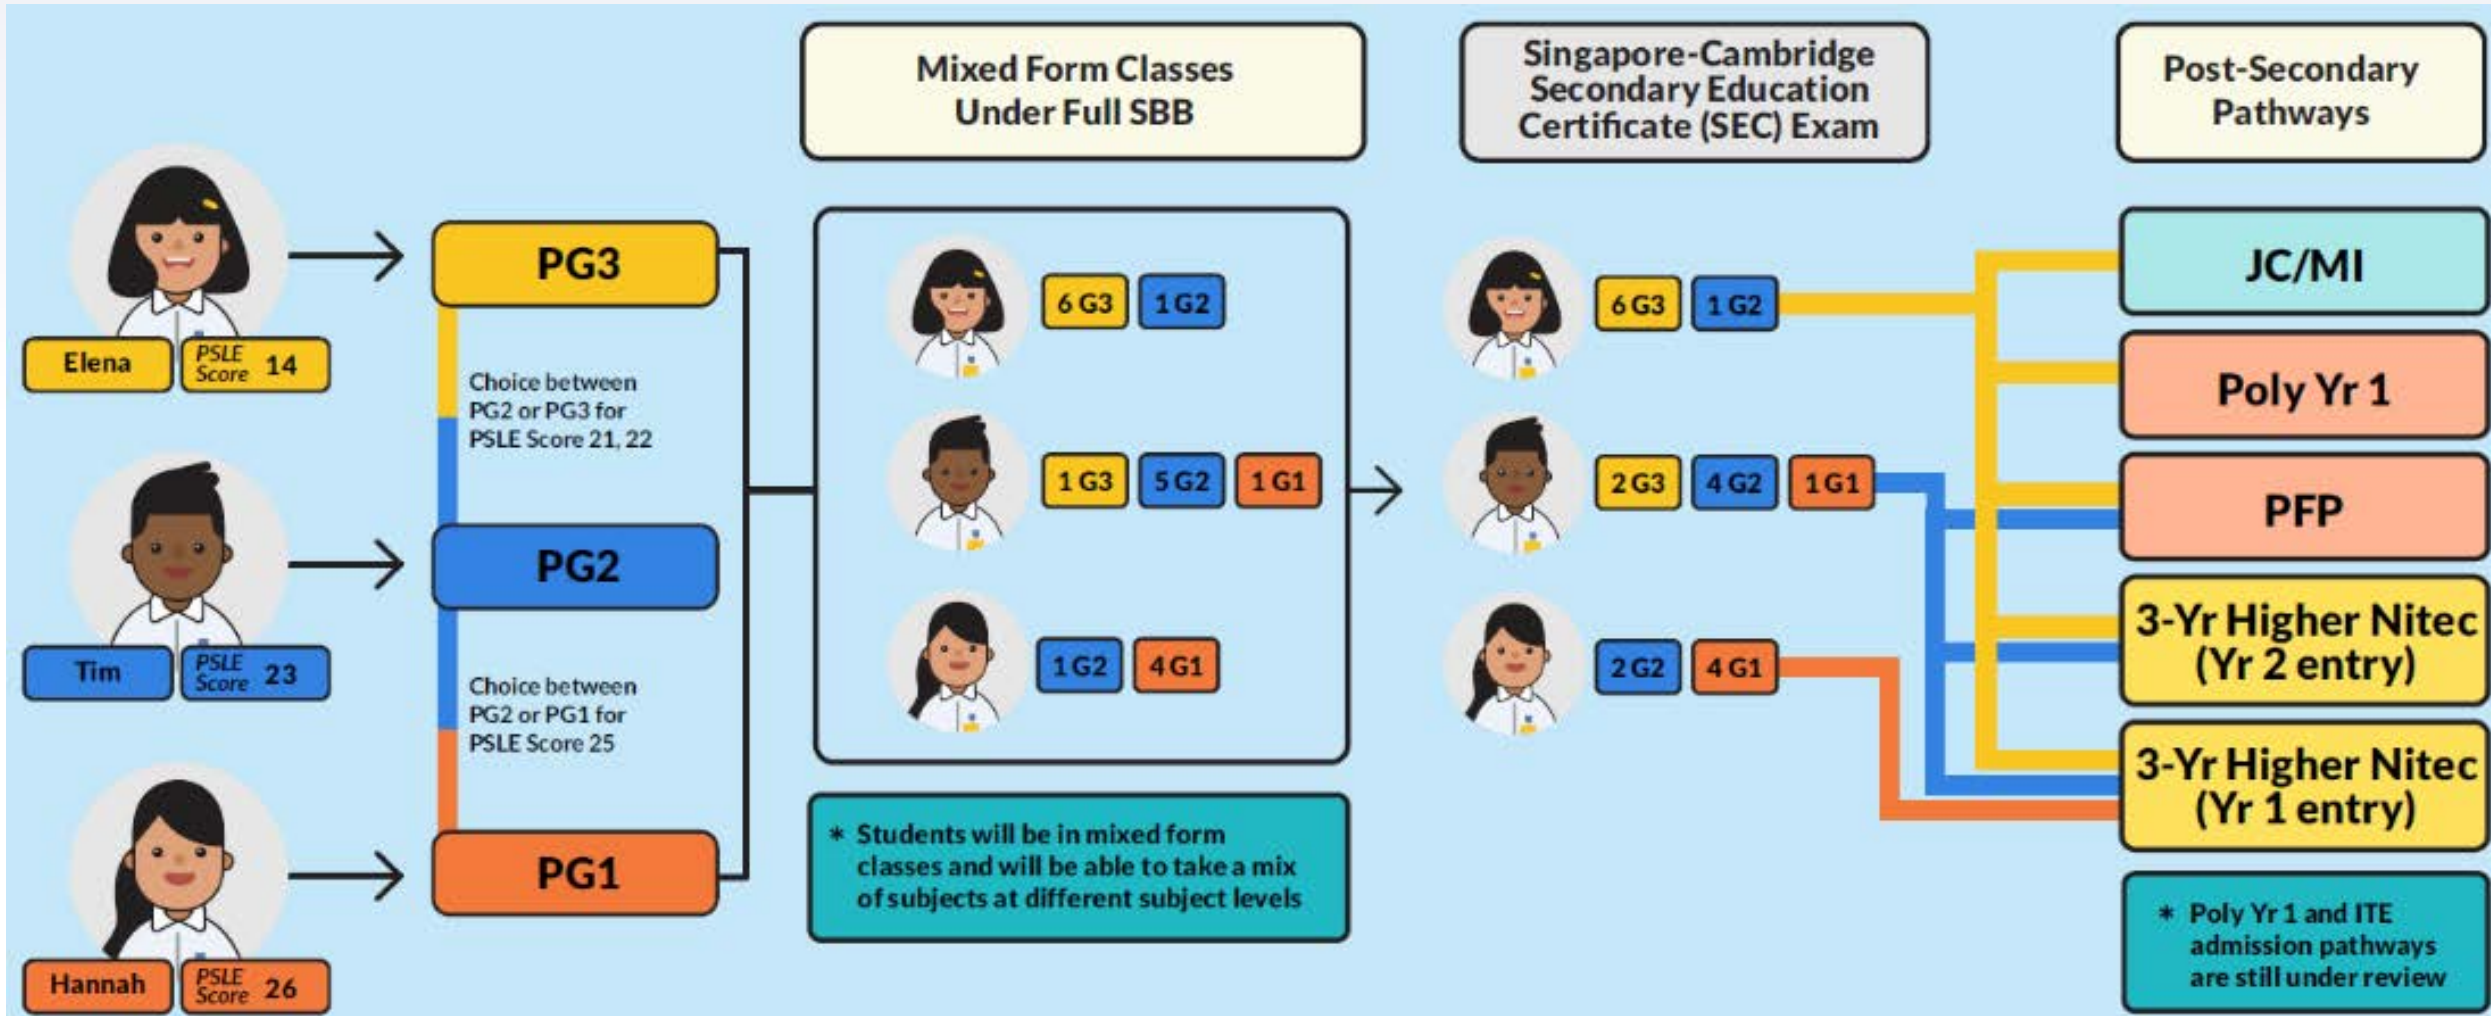 Mixed Form Classes
Under Full SBB
Singapore-Cambridge
Secondary Education
Certificate (SEC) Exam
Post-Secondary
Pathways
Elena
PSLE
Score 14
PG3
Choice between
PG2 or PG3 for
PSLE Score 21, 22
Tim
PSLE
Score 23
PG2
Choice between
PG2 or PG1 for
PSLE Score 25
Hannah
PSLE
Score 26
PG1
6 G3 1 G2
1 G3 5 G2 1 G1
1 G2 4 G1
* Students will be in mixed form
classes and will be able to take a mix
of subjects at different subject levels
6 G3 1 G2
2 G3 4 G2 1 G1
2 G2 4 G1
JC/MI
Poly Yr 1
PFP
3-Yr Higher Nitec
(Yr 2 entry)
3-Yr Higher Nitec
(Yr 1 entry)
* Poly Yr 1 and ITE
admission pathways
are still under review